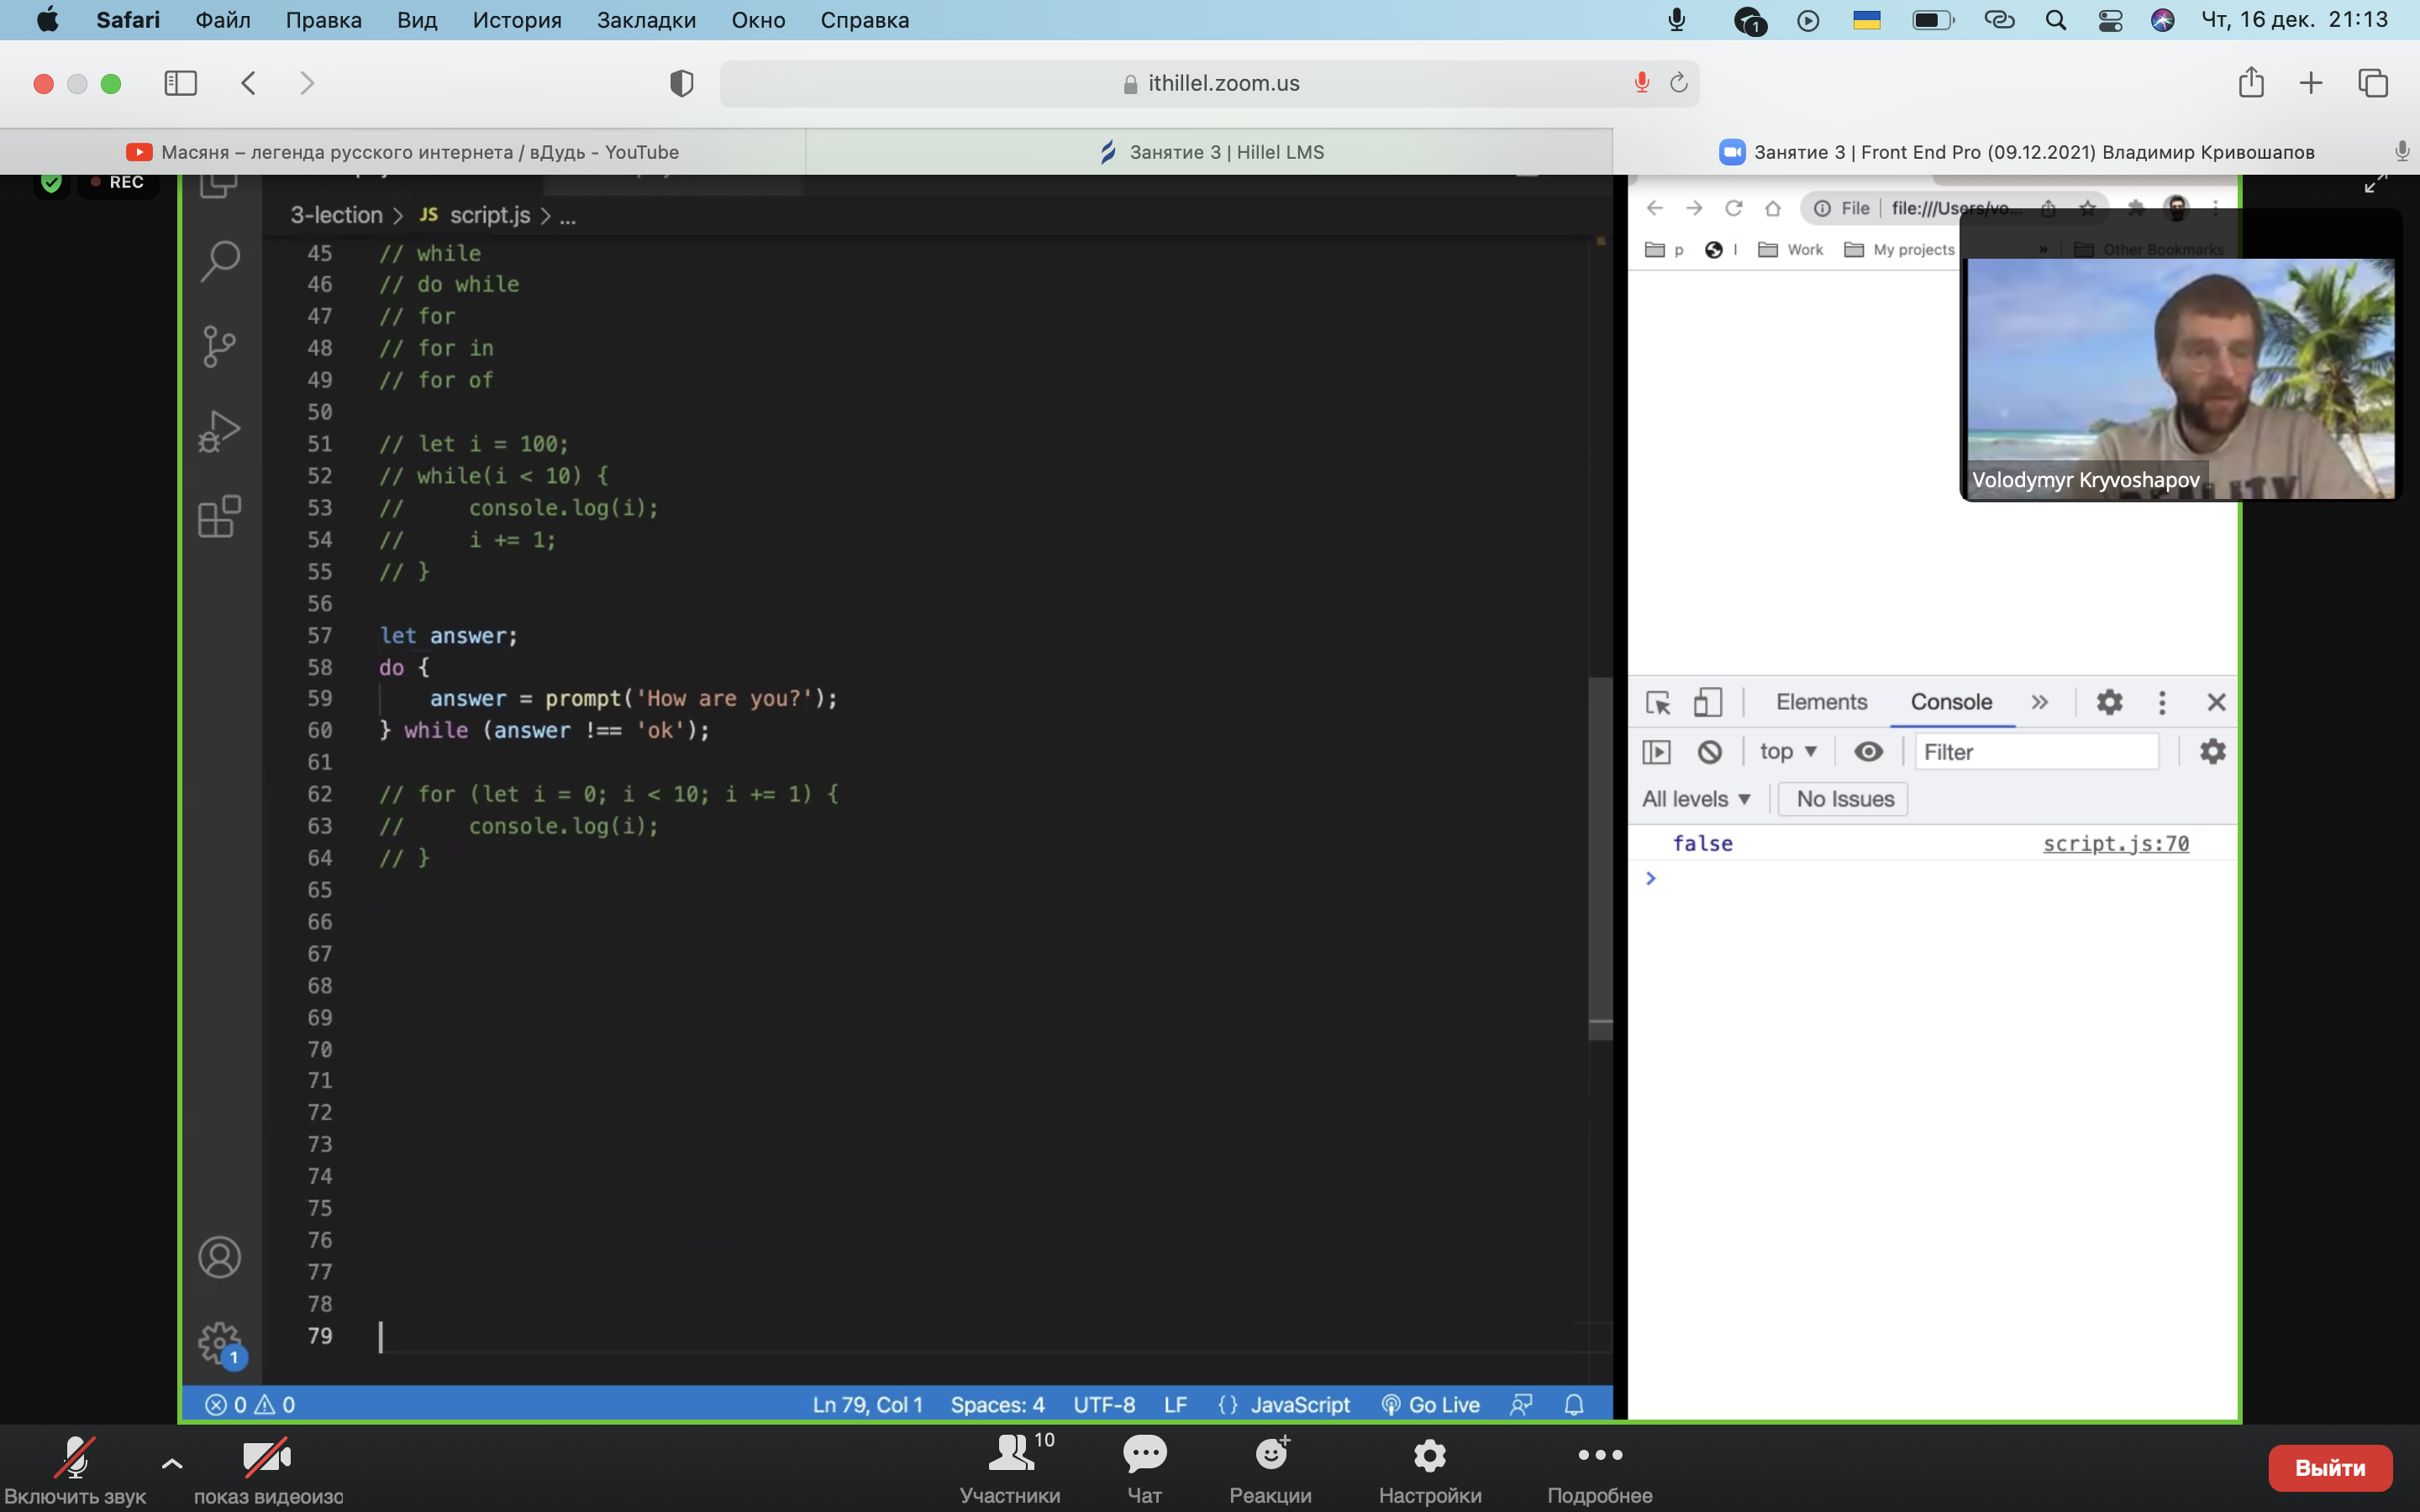 Safari Файл Правка Вид История Закладки Окно Справка 1 Чт, 16 дек. 21:13
ithillel.zoom.us
Масяня – легенда русского интернета / вДудь - YouTube
Занятие 3 | Hillel LMS
Занятие 3 | Front End Pro (09.12.2021) Владимир Кривошапов
REC
3-lection > JS script.js > ...
45 // while
46 // do while
47 // for
48 // for in
49 // for of
50
51 // let i = 100;
52 // while(i < 10) {
53 //     console.log(i);
54 //     i += 1;
55 // }
56
57 let answer;
58 do {
59     answer = prompt('How are you?');
60 } while (answer !== 'ok');
61
62 // for (let i = 0; i < 10; i += 1) {
63 //     console.log(i);
64 // }
65
66
67
68
69
70
71
72
73
74
75
76
77
78
79
1
0 0 Ln 79, Col 1 Spaces: 4 UTF-8 LF {} JavaScript Go Live
File file:///Users/vo...
p I Work My projects » Other Bookmarks
Volodymyr Kryvoshapov
Elements Console »
top ▼ Filter
All levels ▼ No Issues
false script.js:70
>
Включить звук
показ видеоизо
Участники 10
Чат
Реакции
Настройки
Подробнее
Выйти